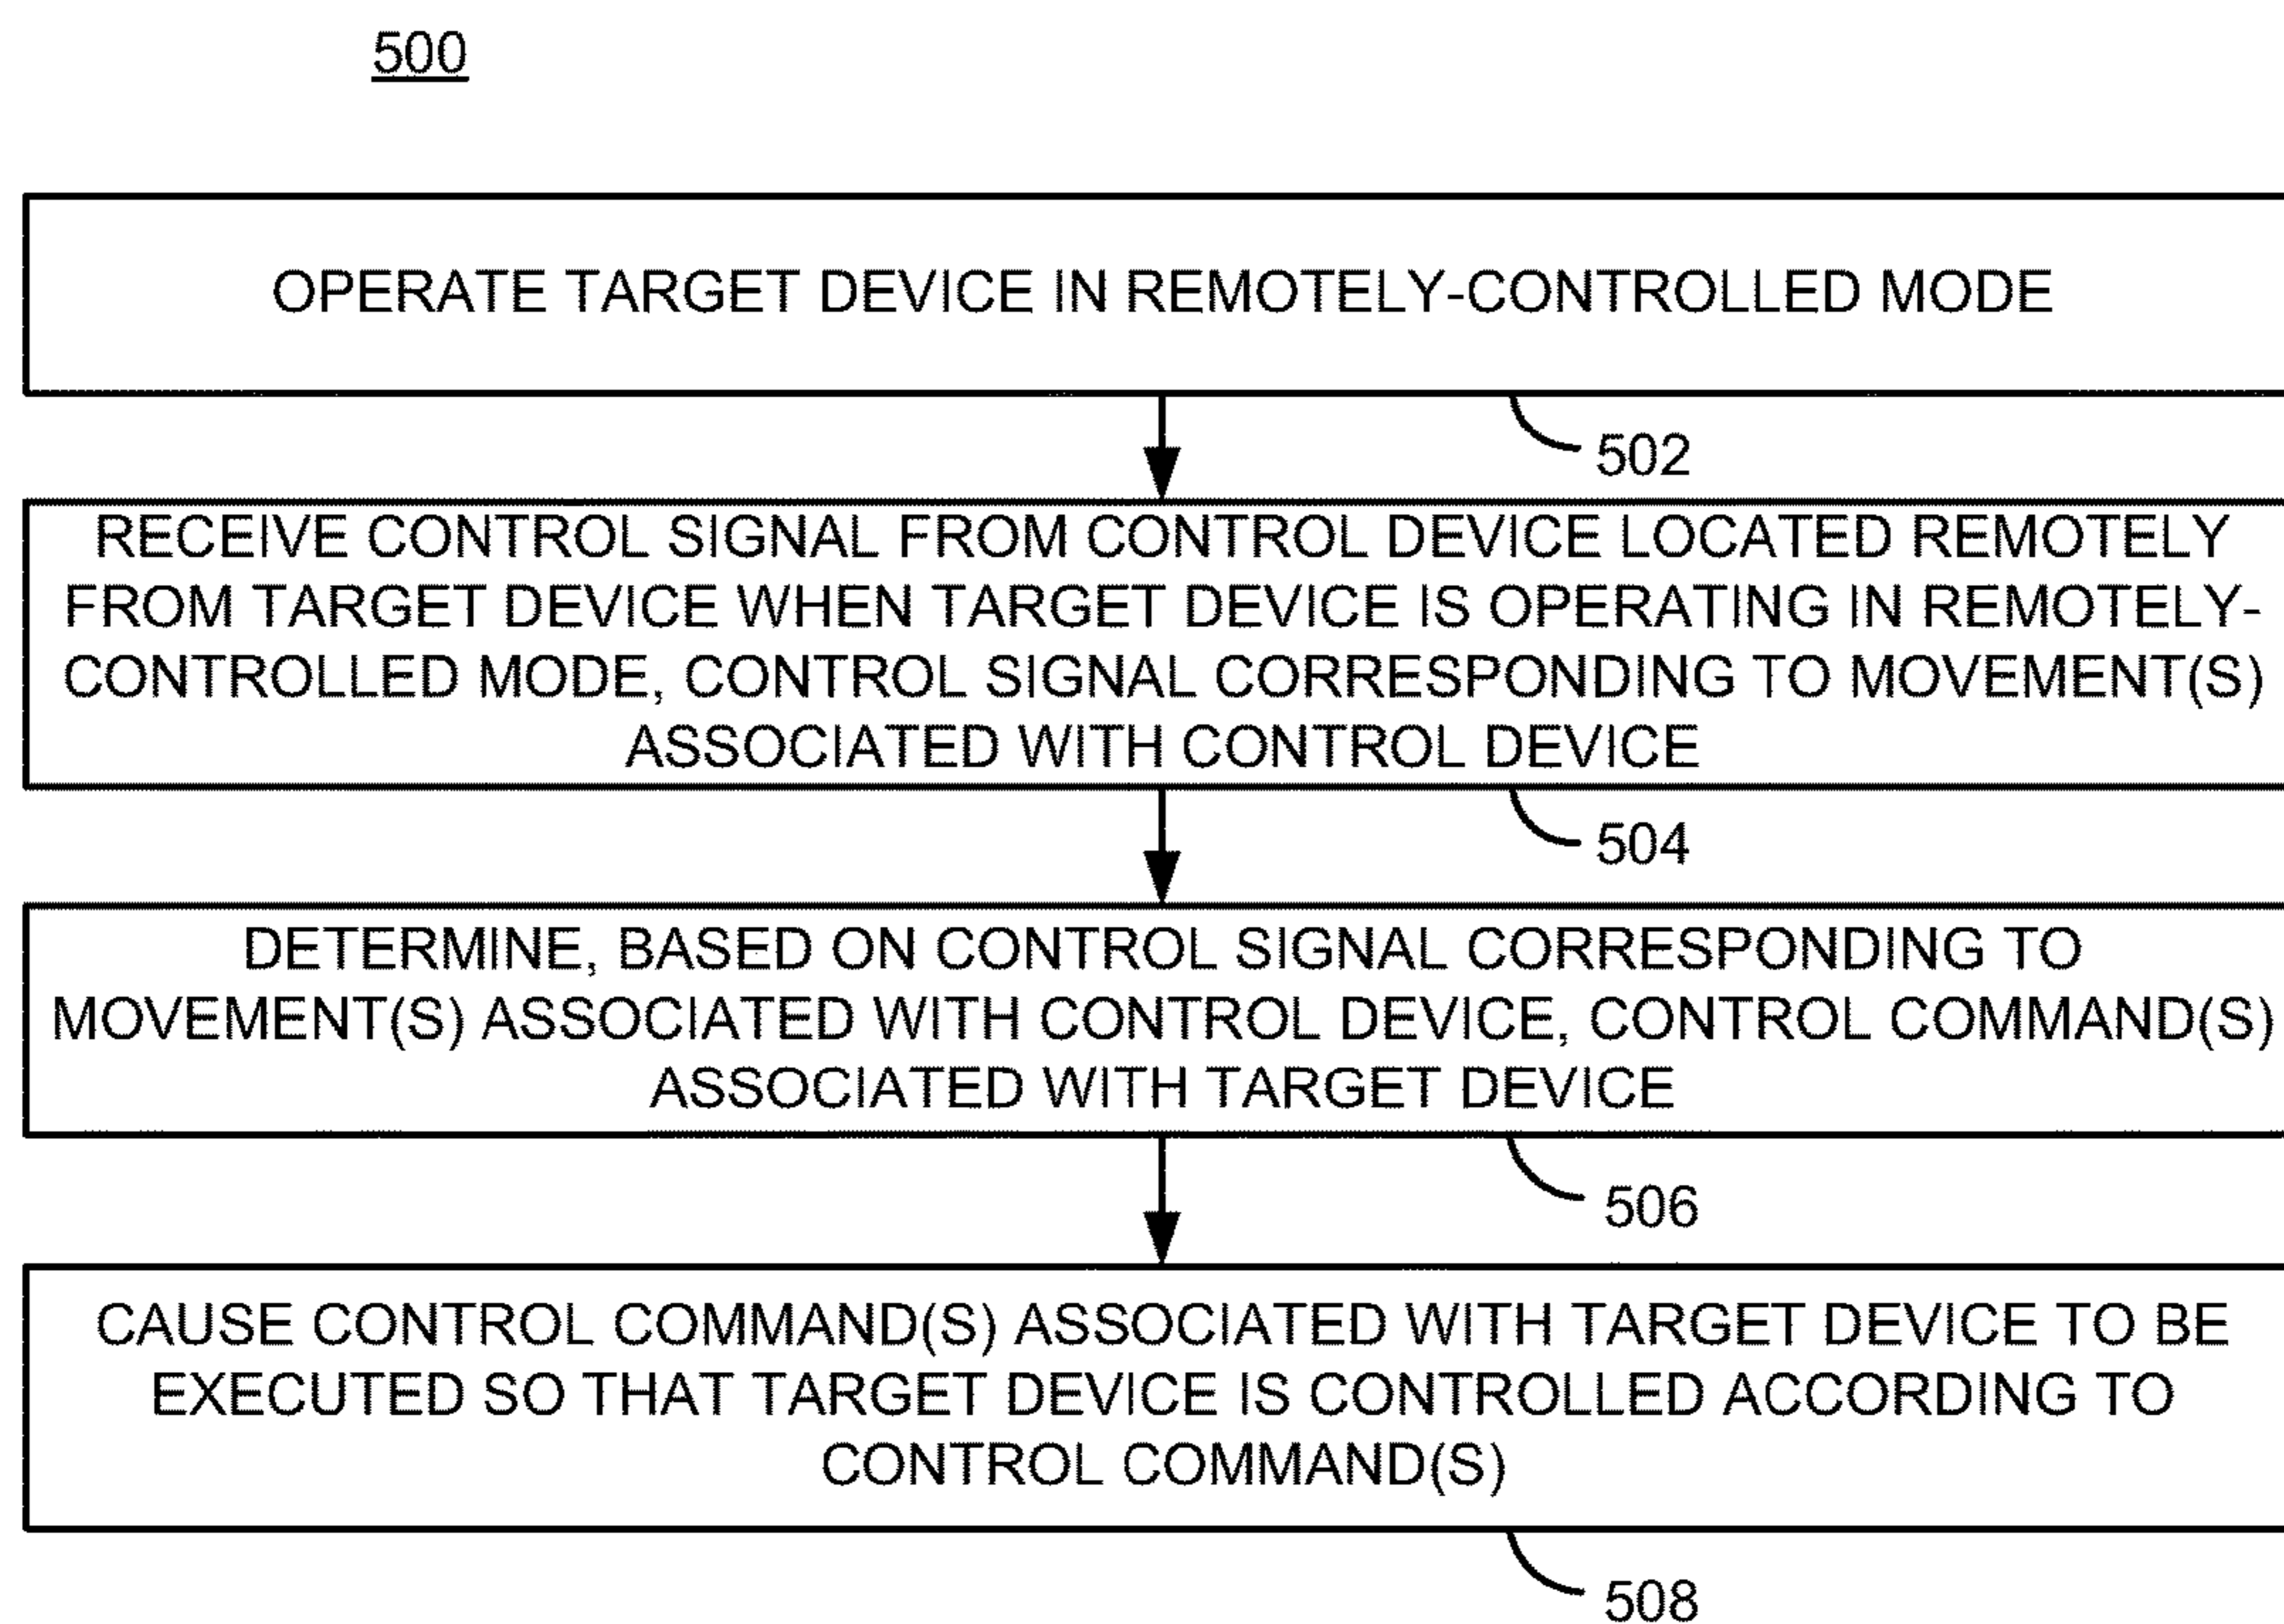 500
OPERATE TARGET DEVICE IN REMOTELY-CONTROLLED MODE
502
RECEIVE CONTROL SIGNAL FROM CONTROL DEVICE LOCATED REMOTELY
FROM TARGET DEVICE WHEN TARGET DEVICE IS OPERATING IN REMOTELY-
CONTROLLED MODE, CONTROL SIGNAL CORRESPONDING TO MOVEMENT(S)
ASSOCIATED WITH CONTROL DEVICE
504
DETERMINE, BASED ON CONTROL SIGNAL CORRESPONDING TO
MOVEMENT(S) ASSOCIATED WITH CONTROL DEVICE, CONTROL COMMAND(S)
ASSOCIATED WITH TARGET DEVICE
506
CAUSE CONTROL COMMAND(S) ASSOCIATED WITH TARGET DEVICE TO BE
EXECUTED SO THAT TARGET DEVICE IS CONTROLLED ACCORDING TO
CONTROL COMMAND(S)
508